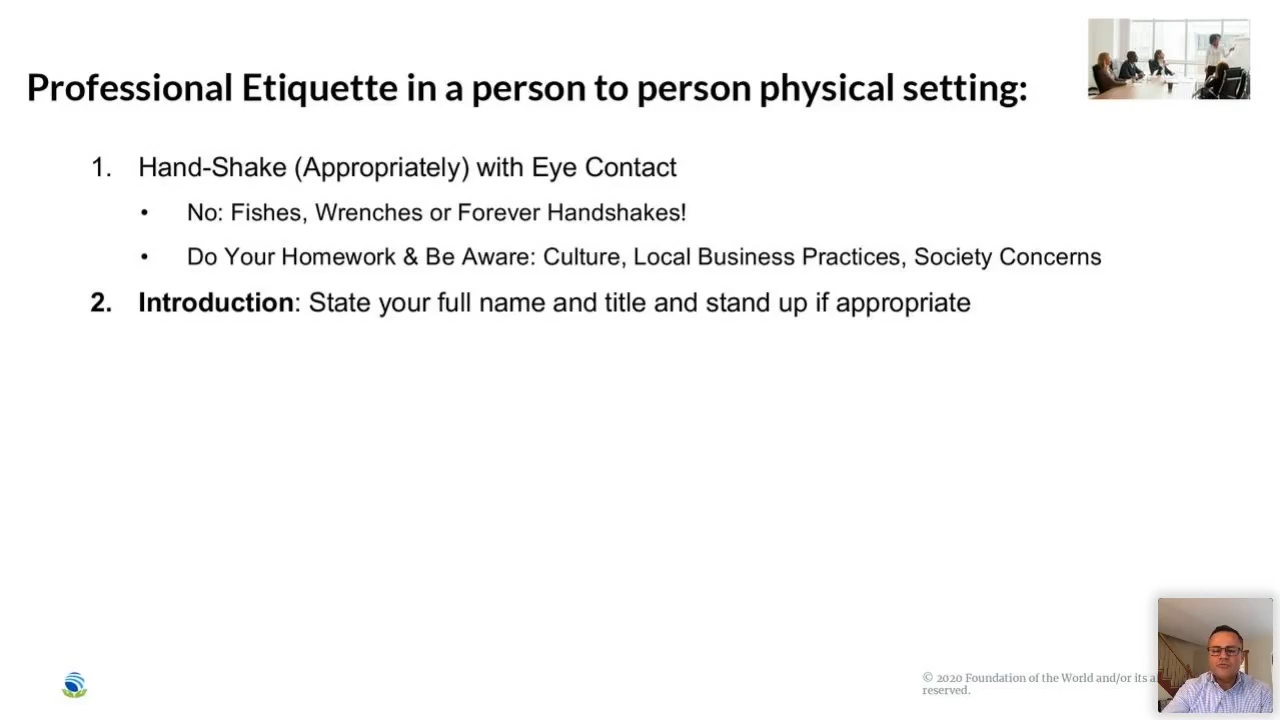 Professional Etiquette in a person to person physical setting:
1. Hand-Shake (Appropriately) with Eye Contact
• No: Fishes, Wrenches or Forever Handshakes!
• Do Your Homework & Be Aware: Culture, Local Business Practices, Society Concerns
2. Introduction: State your full name and title and stand up if appropriate
© 2020 Foundation of the World and/or its
reserved.